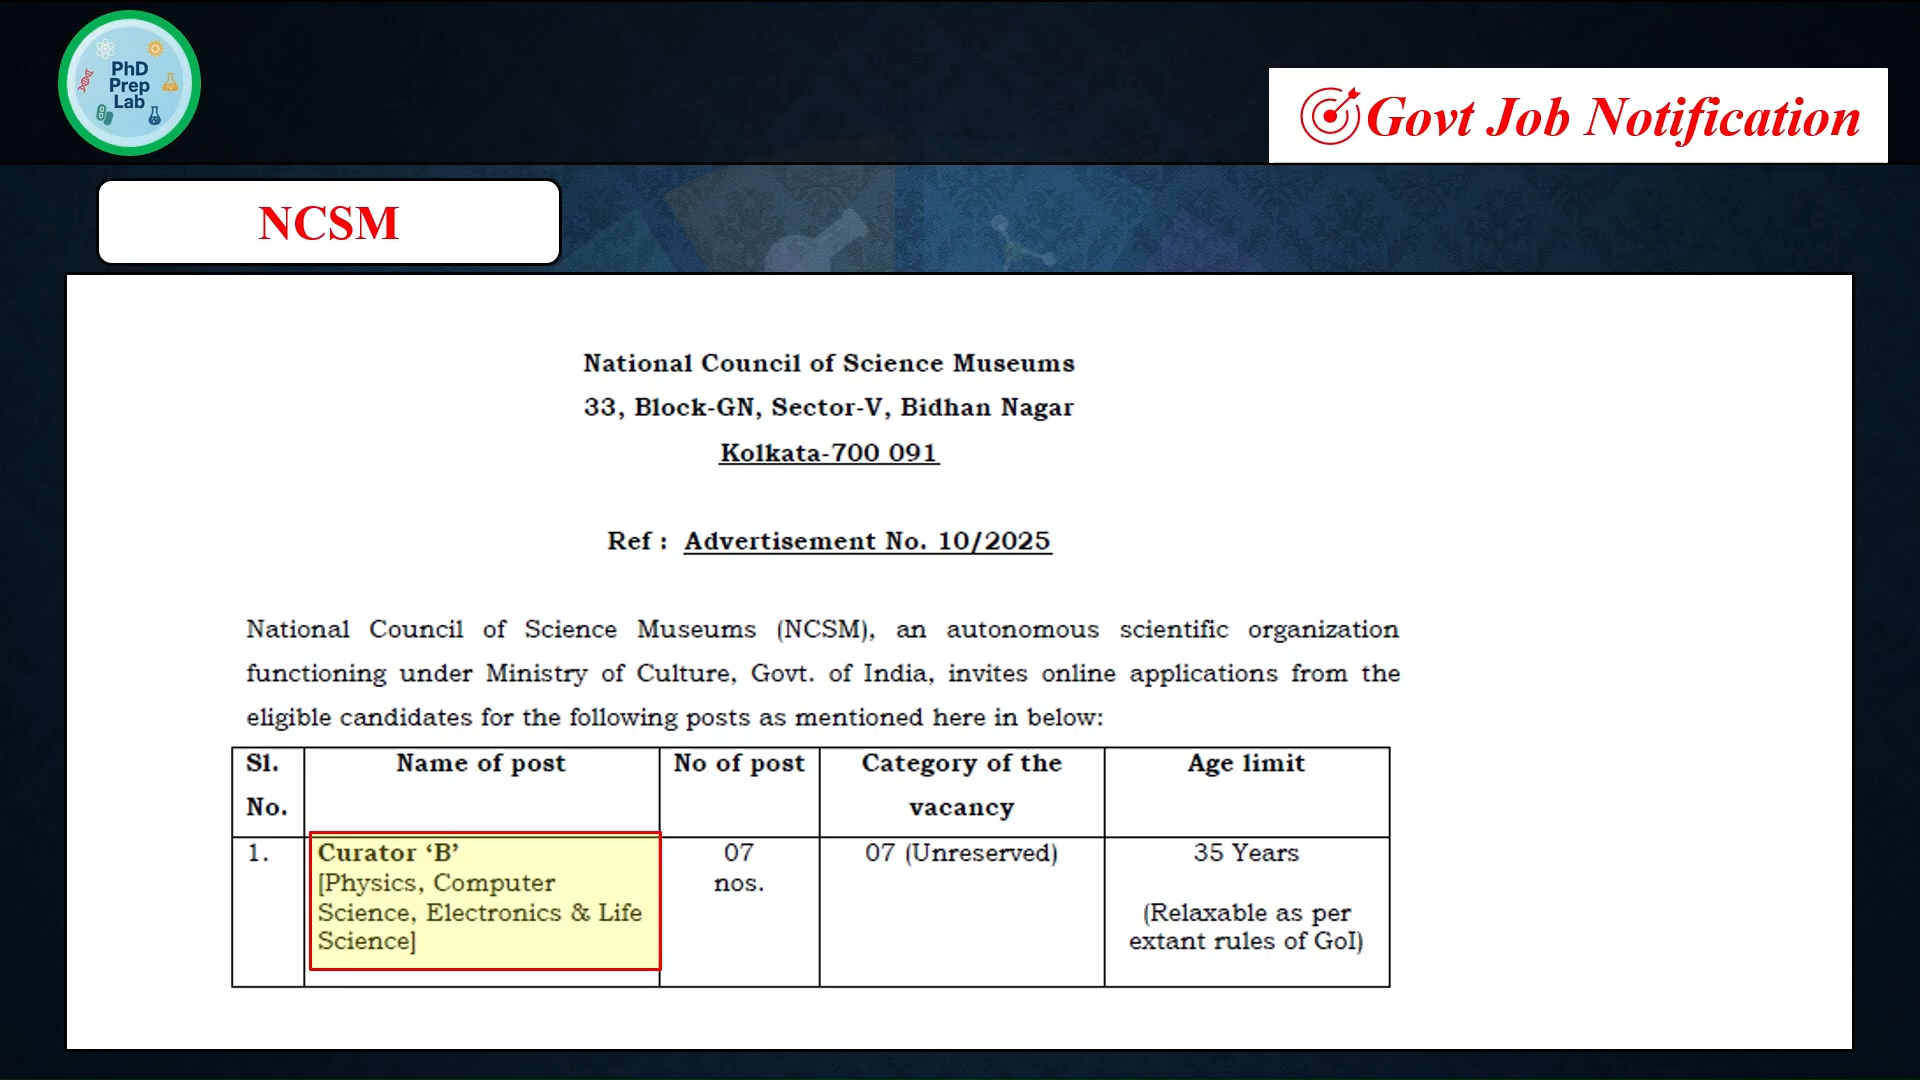 PhD
Prep
Lab
Govt Job Notification
NCSM
National Council of Science Museums
33, Block-GN, Sector-V, Bidhan Nagar
Kolkata-700 091
Ref : Advertisement No. 10/2025
National Council of Science Museums (NCSM), an autonomous scientific organization
functioning under Ministry of Culture, Govt. of India, invites online applications from the
eligible candidates for the following posts as mentioned here in below:
Sl. No.
Name of post
No of post
Category of the vacancy
Age limit
1.
Curator ‘B’
[Physics, Computer
Science, Electronics & Life
Science]
07
nos.
07 (Unreserved)
35 Years
(Relaxable as per
extant rules of GoI)